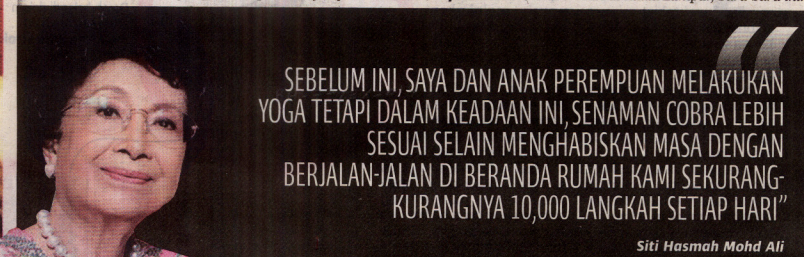 “
SEBELUM INI, SAYA DAN ANAK PEREMPUAN MELAKUKAN
YOGA TETAPI DALAM KEADAAN INI, SENAMAN COBRA LEBIH
SESUAI SELAIN MENGHABISKAN MASA DENGAN
BERJALAN-JALAN DI BERANDA RUMAH KAMI SEKURANG-
KURANGNYA 10,000 LANGKAH SETIAP HARI”
Siti Hasmah Mohd Ali